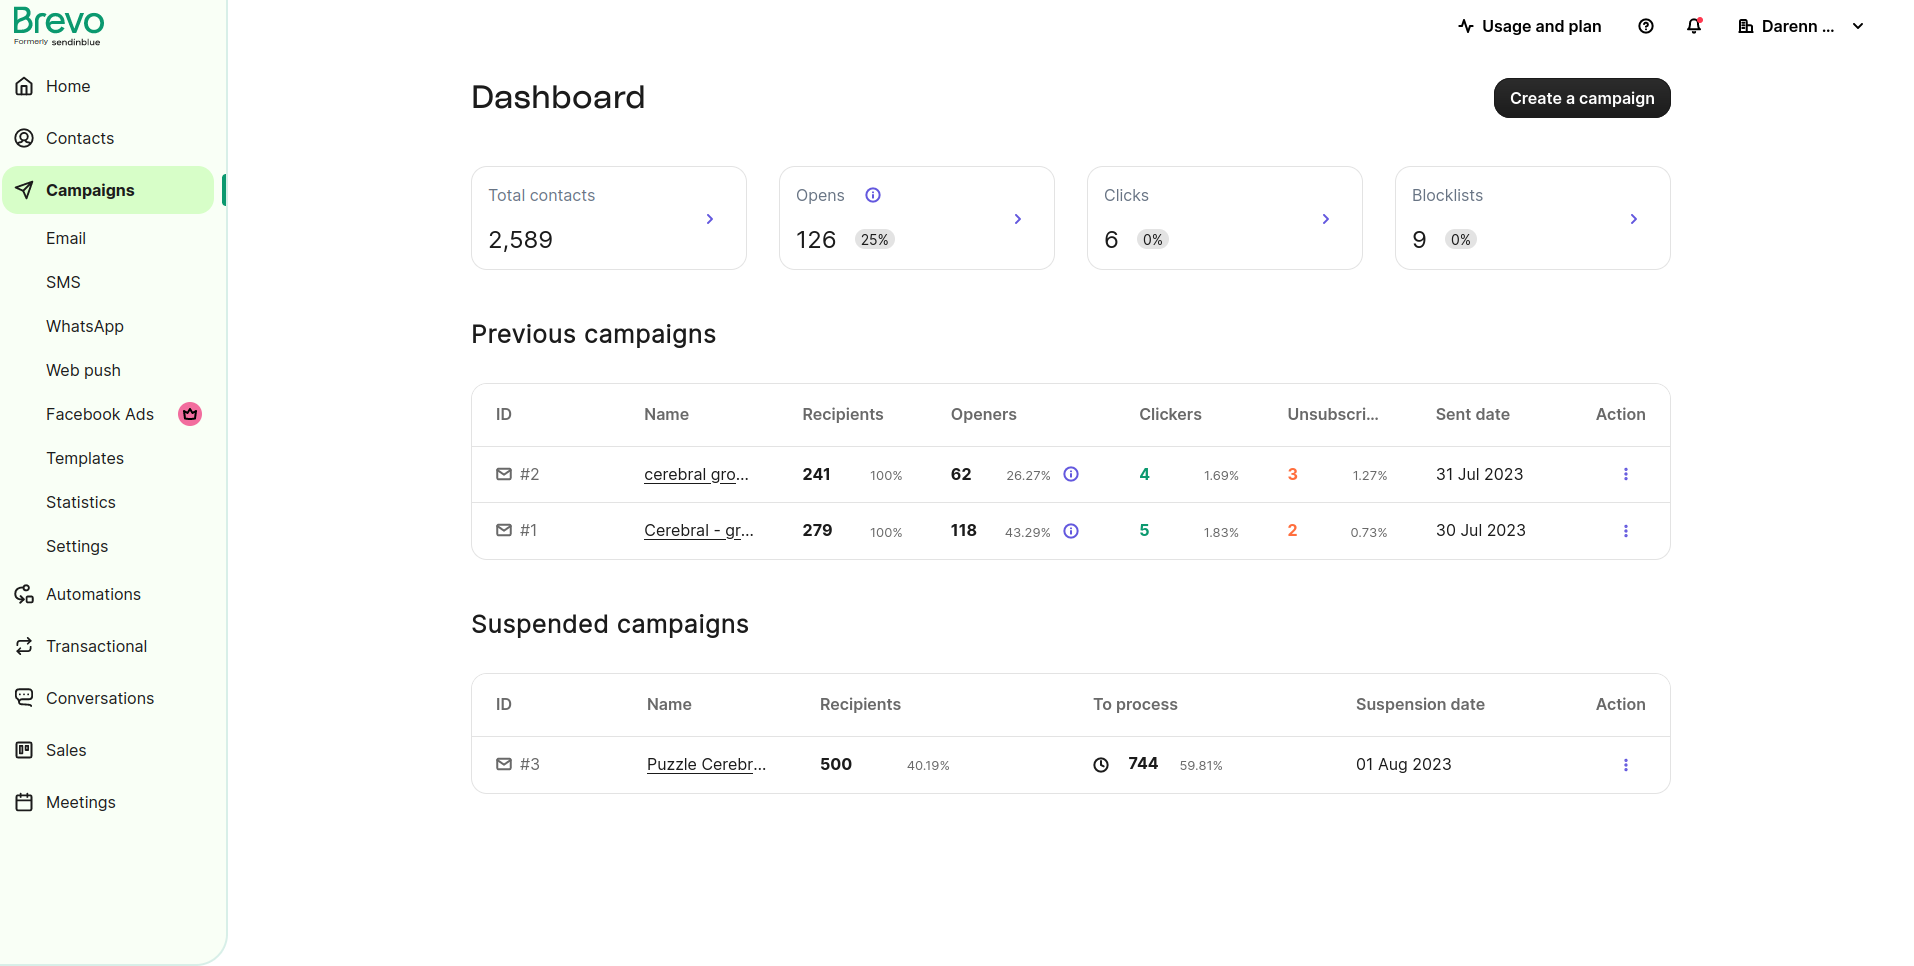 Brevo
Formerly sendinblue
Home
Contacts
Campaigns
Email
SMS
WhatsApp
Web push
Facebook Ads
Templates
Statistics
Settings
Automations
Transactional
Conversations
Sales
Meetings
Usage and plan
Darenn ...
Dashboard
Create a campaign
Total contacts
2,589
Opens
126 25%
Clicks
6 0%
Blocklists
9 0%
Previous campaigns
ID Name Recipients Openers Clickers Unsubscri... Sent date Action
#2 cerebral gro... 241 100% 62 26.27% 4 1.69% 3 1.27% 31 Jul 2023
#1 Cerebral - gr... 279 100% 118 43.29% 5 1.83% 2 0.73% 30 Jul 2023
Suspended campaigns
ID Name Recipients To process Suspension date Action
#3 Puzzle Cerebr... 500 40.19% 744 59.81% 01 Aug 2023